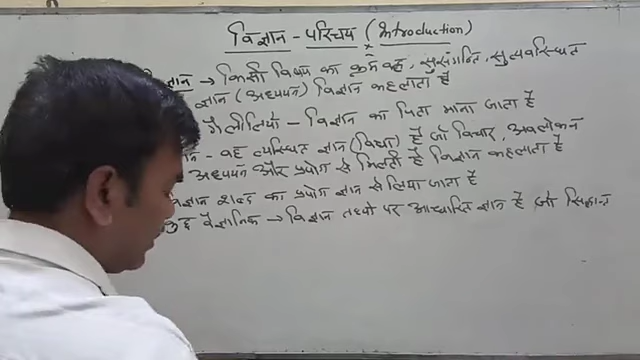 विज्ञान - परिचय (Introduction)
ज्ञान → किसी विषय का क्रमबद्ध, सुसंगठित, सुव्यवस्थित
ज्ञान (अध्ययन) विज्ञान कहलाता है
गैलीलियो - विज्ञान का पिता माना जाता है
- वह व्यवस्थित ज्ञान (विधा) है जो विचार, अवलोकन
अध्ययन और प्रयोग से मिलती है विज्ञान कहलाता है
शब्द का प्रयोग ज्ञान से लिया जाता है
वैज्ञानिक → विज्ञान तथ्यो पर आधारित ज्ञान है जो